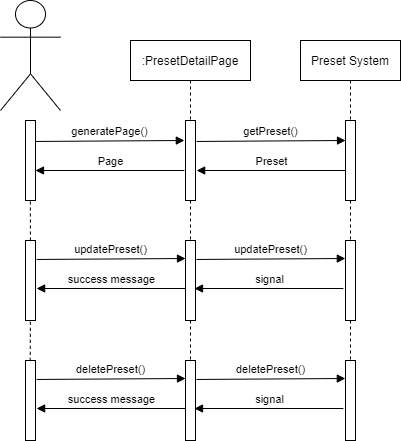 :PresetDetailPage
Preset System
generatePage()
getPreset()
Page
Preset
updatePreset()
updatePreset()
success message
signal
deletePreset()
deletePreset()
success message
signal